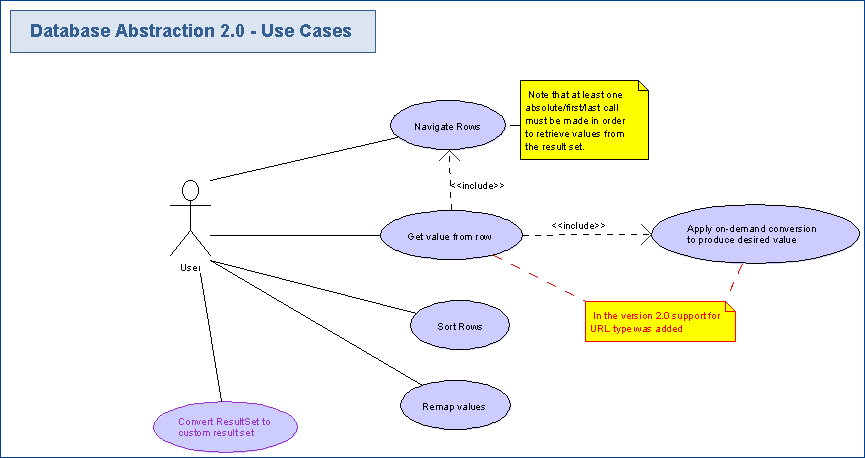 Database Abstraction 2.0 - Use Cases
Note that at least one
absolute/first/last call
must be made in order
to retrieve values from
the result set.
Navigate Rows
<<include>>
Get value from row
<<include>>
Apply on-demand conversion
to produce desired value
User
In the version 2.0 support for
URL type was added
Sort Rows
Remap values
Convert ResultSet to
custom result set